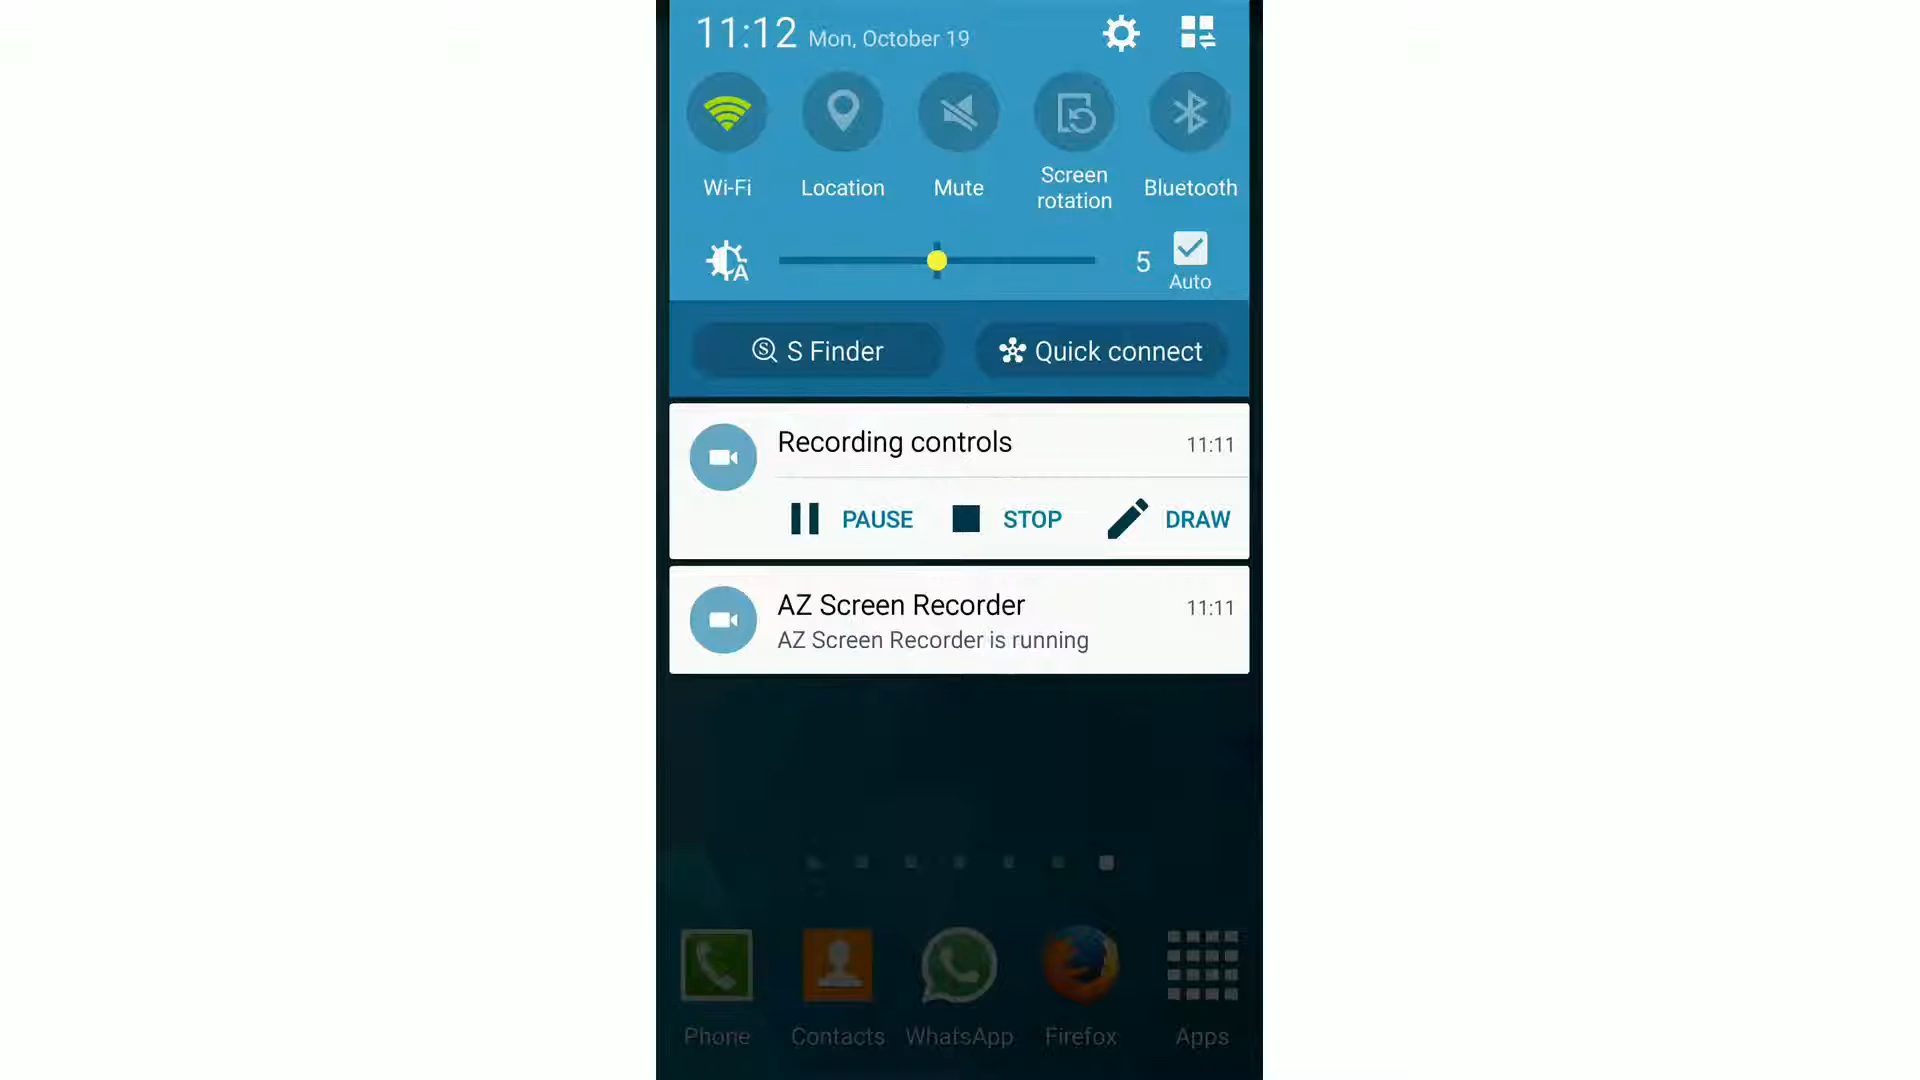 11:12 Mon, October 19
Wi-Fi
Location
Mute
Screen
rotation
Bluetooth
A
5
Auto
S Finder
Quick connect
Recording controls
11:11
PAUSE
STOP
DRAW
AZ Screen Recorder
11:11
AZ Screen Recorder is running
Phone
Contacts
WhatsApp
Firefox
Apps